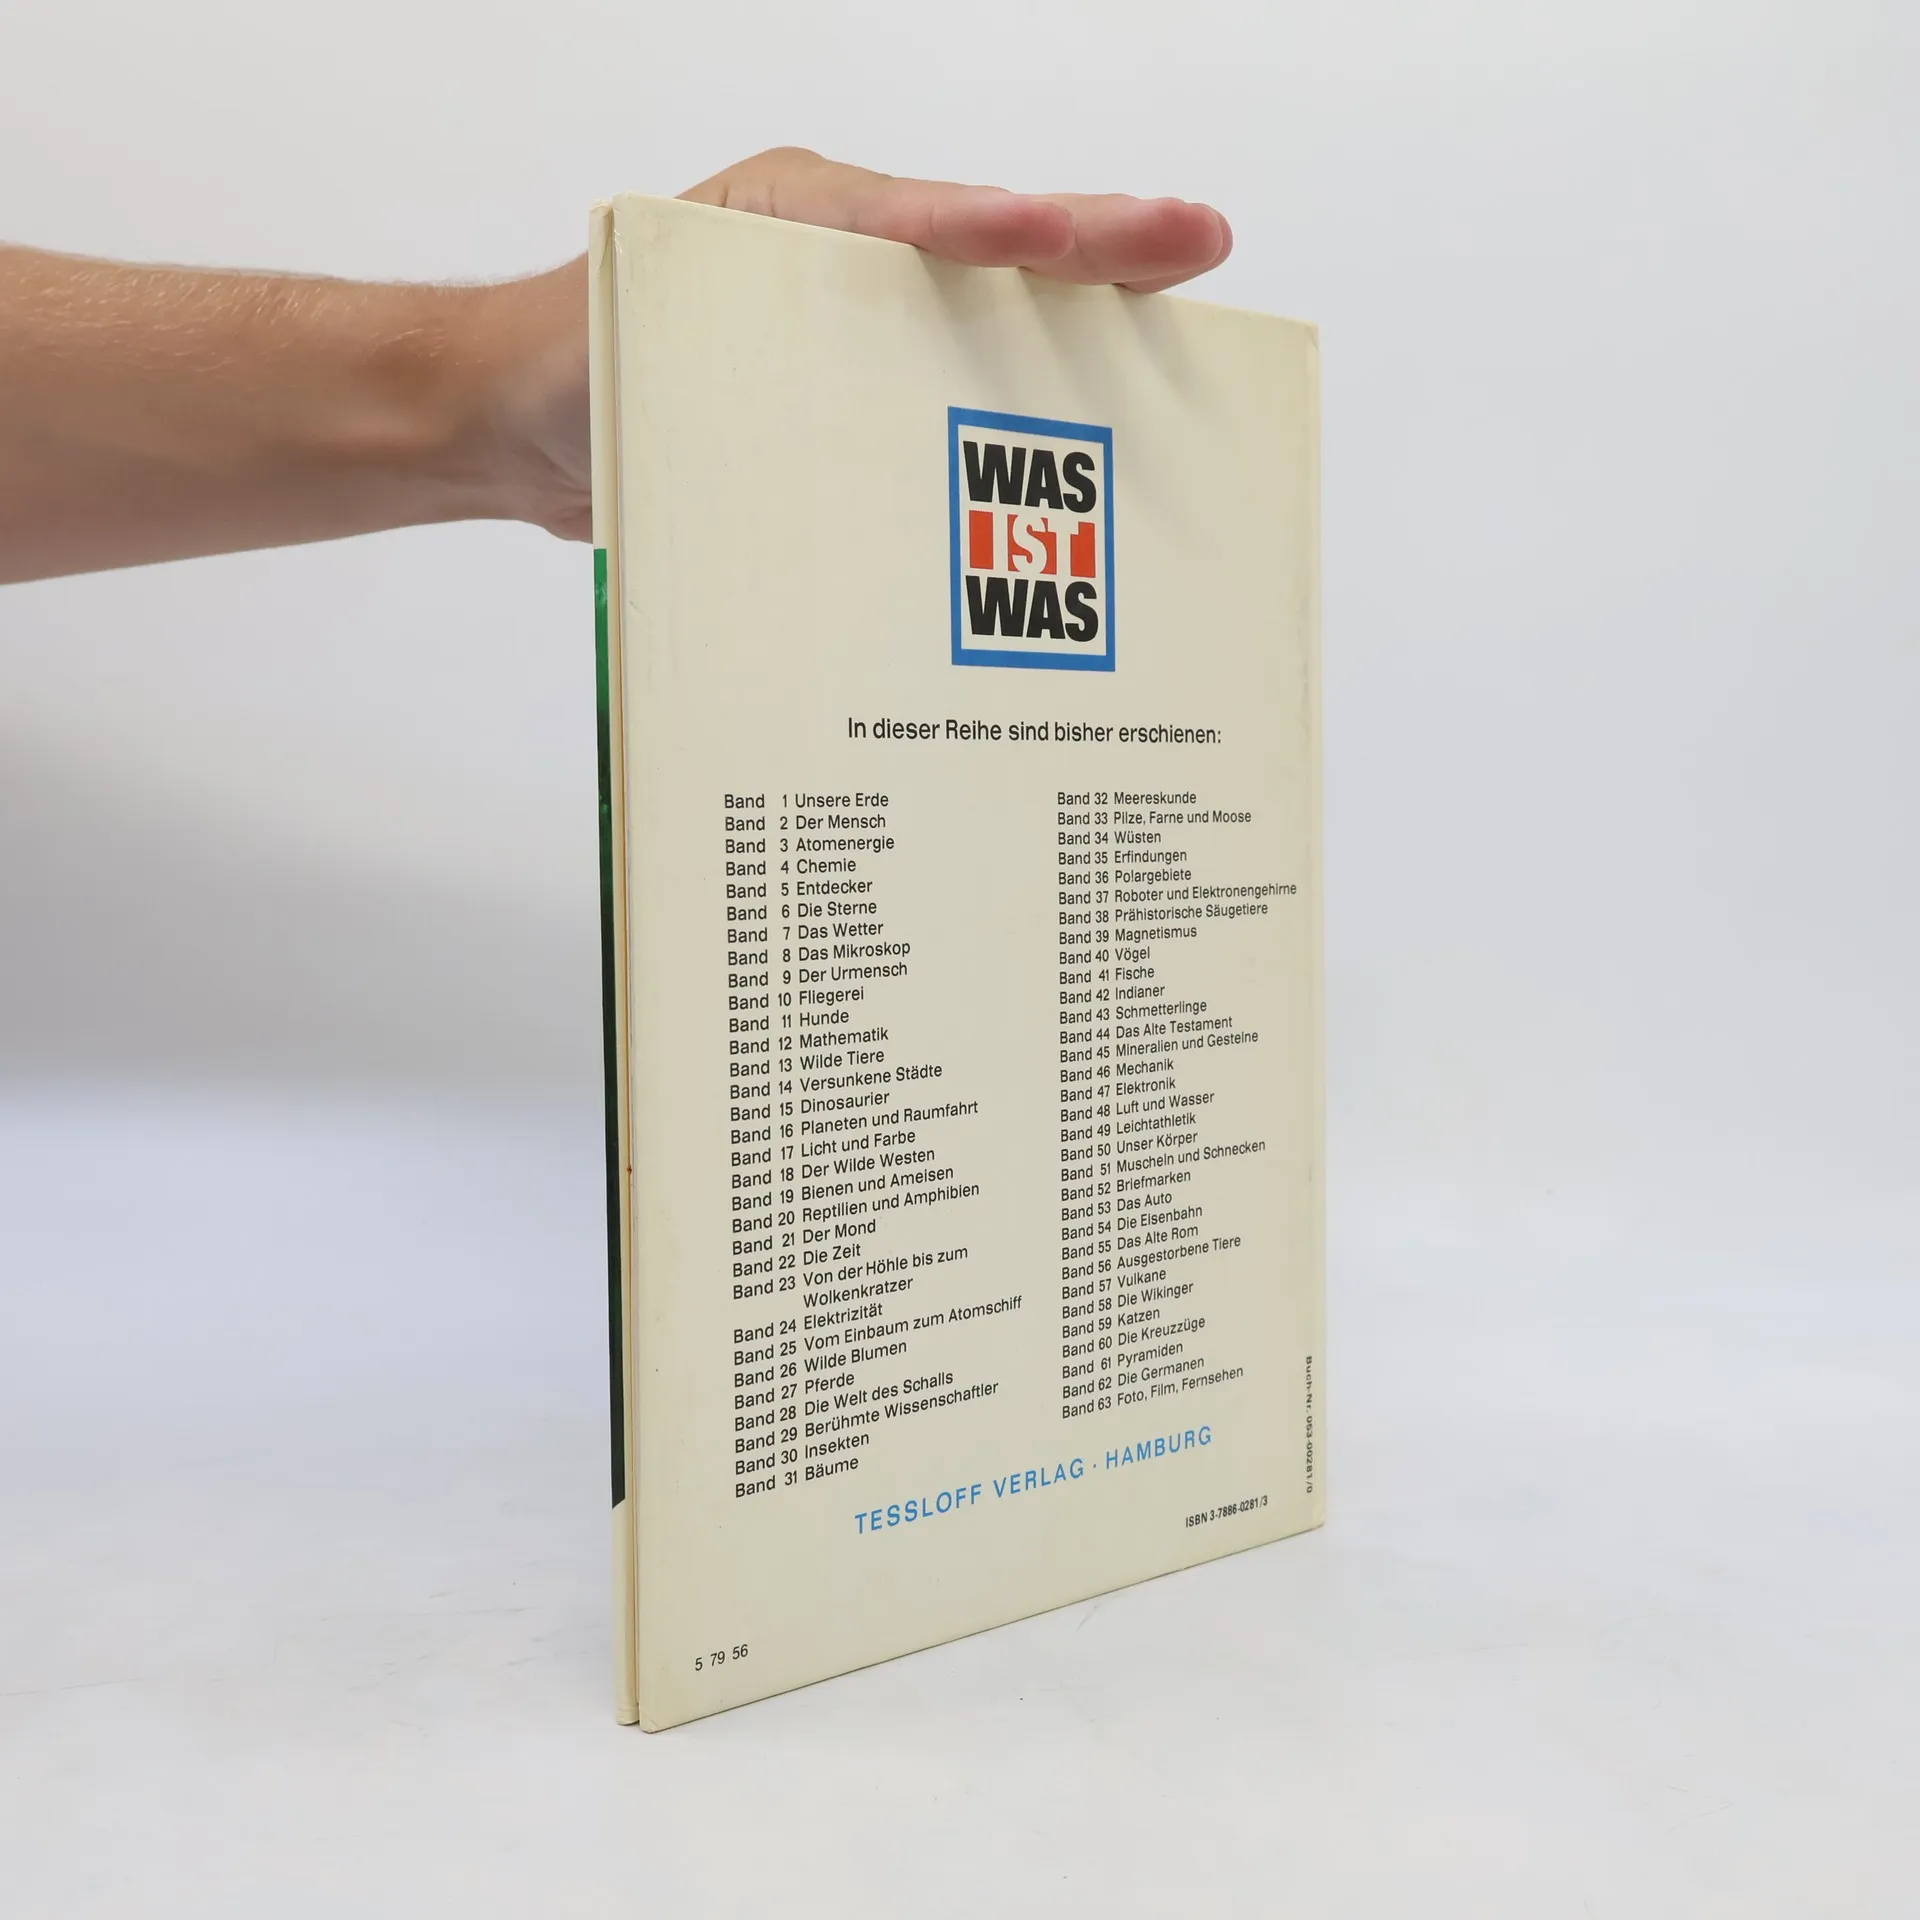 WAS
IST
WAS
In dieser Reihe sind bisher erschienen:
Band 1 Unsere Erde
Band 2 Der Mensch
Band 3 Atomenergie
Band 4 Chemie
Band 5 Entdecker
Band 6 Die Sterne
Band 7 Das Wetter
Band 8 Das Mikroskop
Band 9 Der Urmensch
Band 10 Fliegerei
Band 11 Hunde
Band 12 Mathematik
Band 13 Wilde Tiere
Band 14 Versunkene Städte
Band 15 Dinosaurier
Band 16 Planeten und Raumfahrt
Band 17 Licht und Farbe
Band 18 Der Wilde Westen
Band 19 Bienen und Ameisen
Band 20 Reptilien und Amphibien
Band 21 Der Mond
Band 22 Die Zeit
Band 23 Von der Höhle bis zum
Wolkenkratzer
Band 24 Elektrizität
Band 25 Vom Einbaum zum Atomschiff
Band 26 Wilde Blumen
Band 27 Pferde
Band 28 Die Welt des Schalls
Band 29 Berühmte Wissenschaftler
Band 30 Insekten
Band 31 Bäume
Band 32 Meereskunde
Band 33 Pilze, Farne und Moose
Band 34 Wüsten
Band 35 Erfindungen
Band 36 Polargebiete
Band 37 Roboter und Elektronengehirne
Band 38 Prähistorische Säugetiere
Band 39 Magnetismus
Band 40 Vögel
Band 41 Fische
Band 42 Indianer
Band 43 Schmetterlinge
Band 44 Das Alte Testament
Band 45 Mineralien und Gesteine
Band 46 Mechanik
Band 47 Elektronik
Band 48 Luft und Wasser
Band 49 Leichtathletik
Band 50 Unser Körper
Band 51 Muscheln und Schnecken
Band 52 Briefmarken
Band 53 Das Auto
Band 54 Die Eisenbahn
Band 55 Das Alte Rom
Band 56 Ausgestorbene Tiere
Band 57 Vulkane
Band 58 Die Wikinger
Band 59 Katzen
Band 60 Die Kreuzzüge
Band 61 Pyramiden
Band 62 Die Germanen
Band 63 Foto, Film, Fernsehen
TESSLOFF VERLAG · HAMBURG
ISBN 3-7886-0281/3
Buch-Nr. 053-00281/0
5 79 56